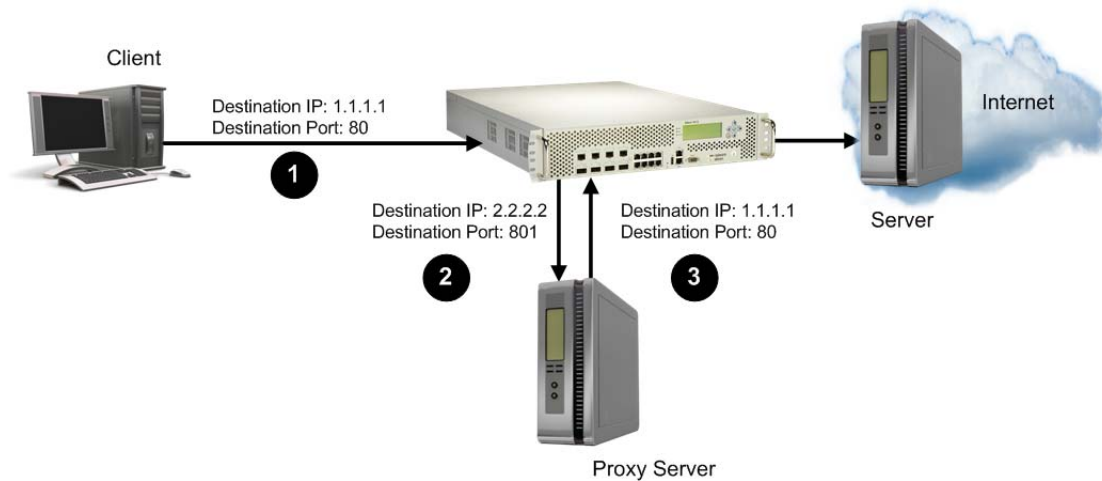 Client
Destination IP: 1.1.1.1
Destination Port: 80
1
Internet
Server
Destination IP: 2.2.2.2
Destination Port: 801
2
Destination IP: 1.1.1.1
Destination Port: 80
3
Proxy Server